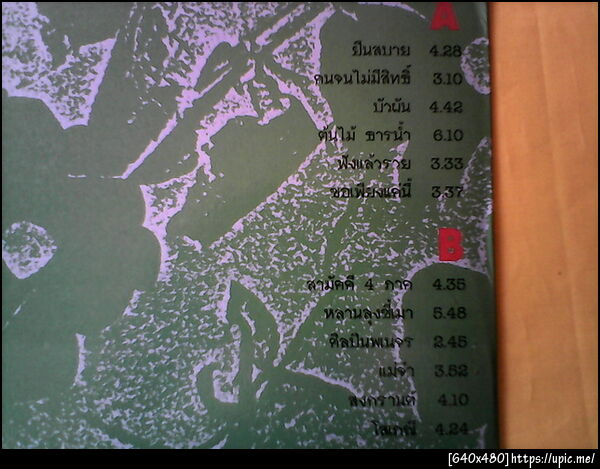 A
ยืนสบาย 4.28
คนจนไม่มีสิทธิ์ 3.10
บัวผัน 4.42
ต้นไม้ ธารน้ำ 6.10
ฟังแล้วรวย 3.33
ขอเพียงแค่นี้ 3.37
B
สามัคคี 4 ภาค 4.35
หลานลุงขี้เมา 5.48
ศิลปินพเนจร 2.45
แม่จ๋า 3.52
สงกรานต์ 4.10
โสเภณี 4.24
[640x480]https://upic.me/